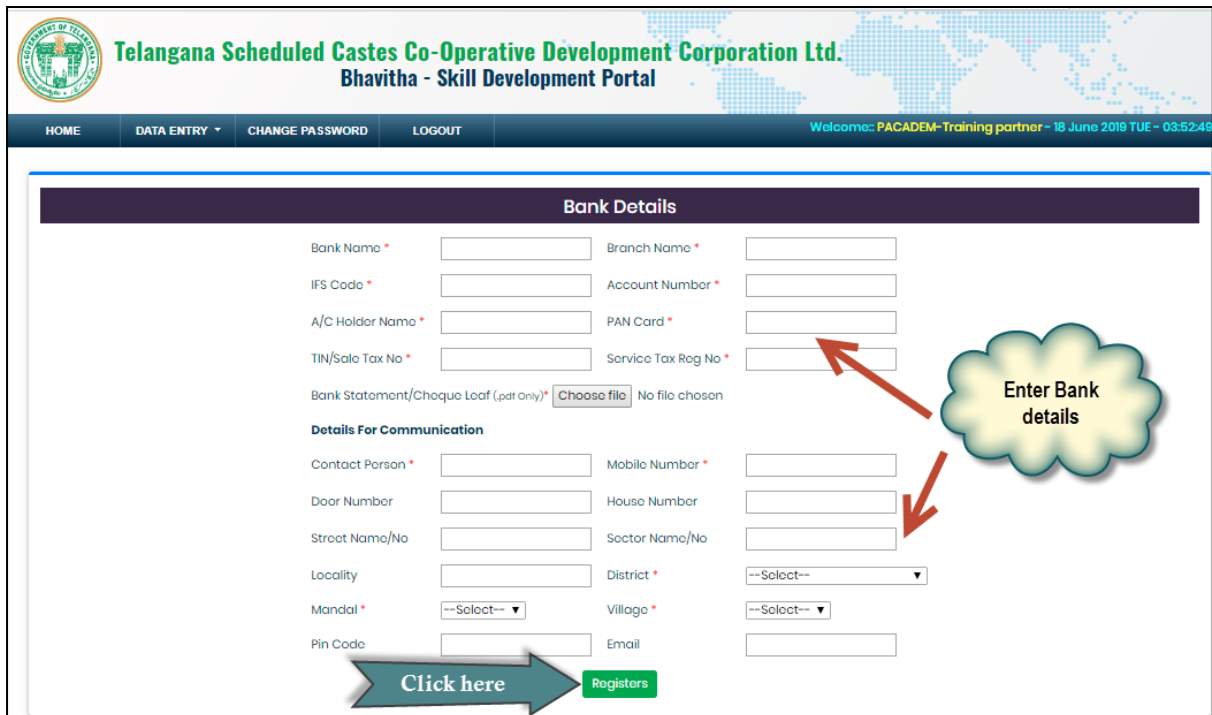 GOVERNMENT OF TELANGANA
Telangana Scheduled Castes Co-Operative Development Corporation Ltd.
Bhavitha - Skill Development Portal
HOME DATA ENTRY CHANGE PASSWORD LOGOUT Welcome:: PACADEM-Training partner - 18 June 2019 TUE - 03:52:49
Bank Details
Bank Name * Branch Name *
IFS Code * Account Number *
A/C Holder Name * PAN Card *
TIN/Sale Tax No * Service Tax Reg No *
Bank Statement/Cheque Leaf (.pdf Only)* Choose file No file chosen
Enter Bank
details
Details For Communication
Contact Person * Mobile Number *
Door Number House Number
Street Name/No Sector Name/No
Locality District * --Select--
Mandal * --Select-- Village * --Select--
Pin Code Email
Click here Registers